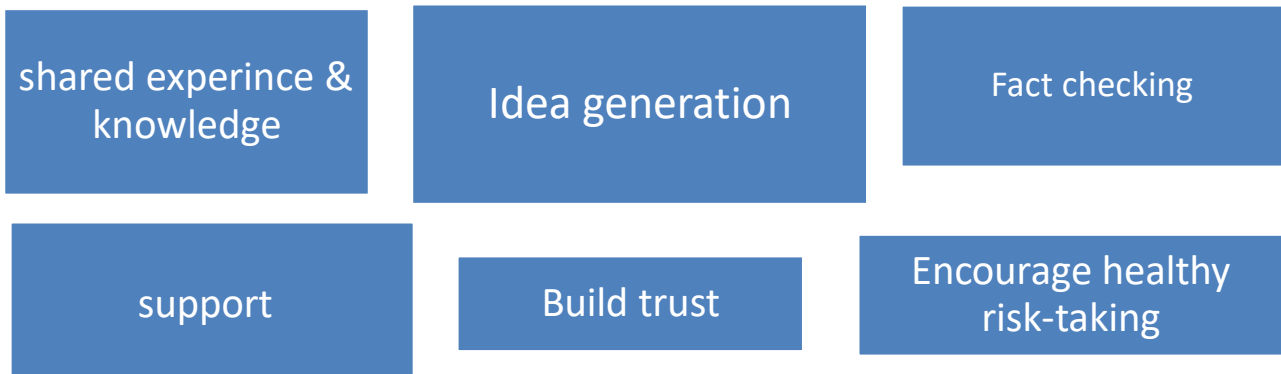 shared experince &
knowledge
Idea generation
Fact checking
support
Build trust
Encourage healthy
risk-taking